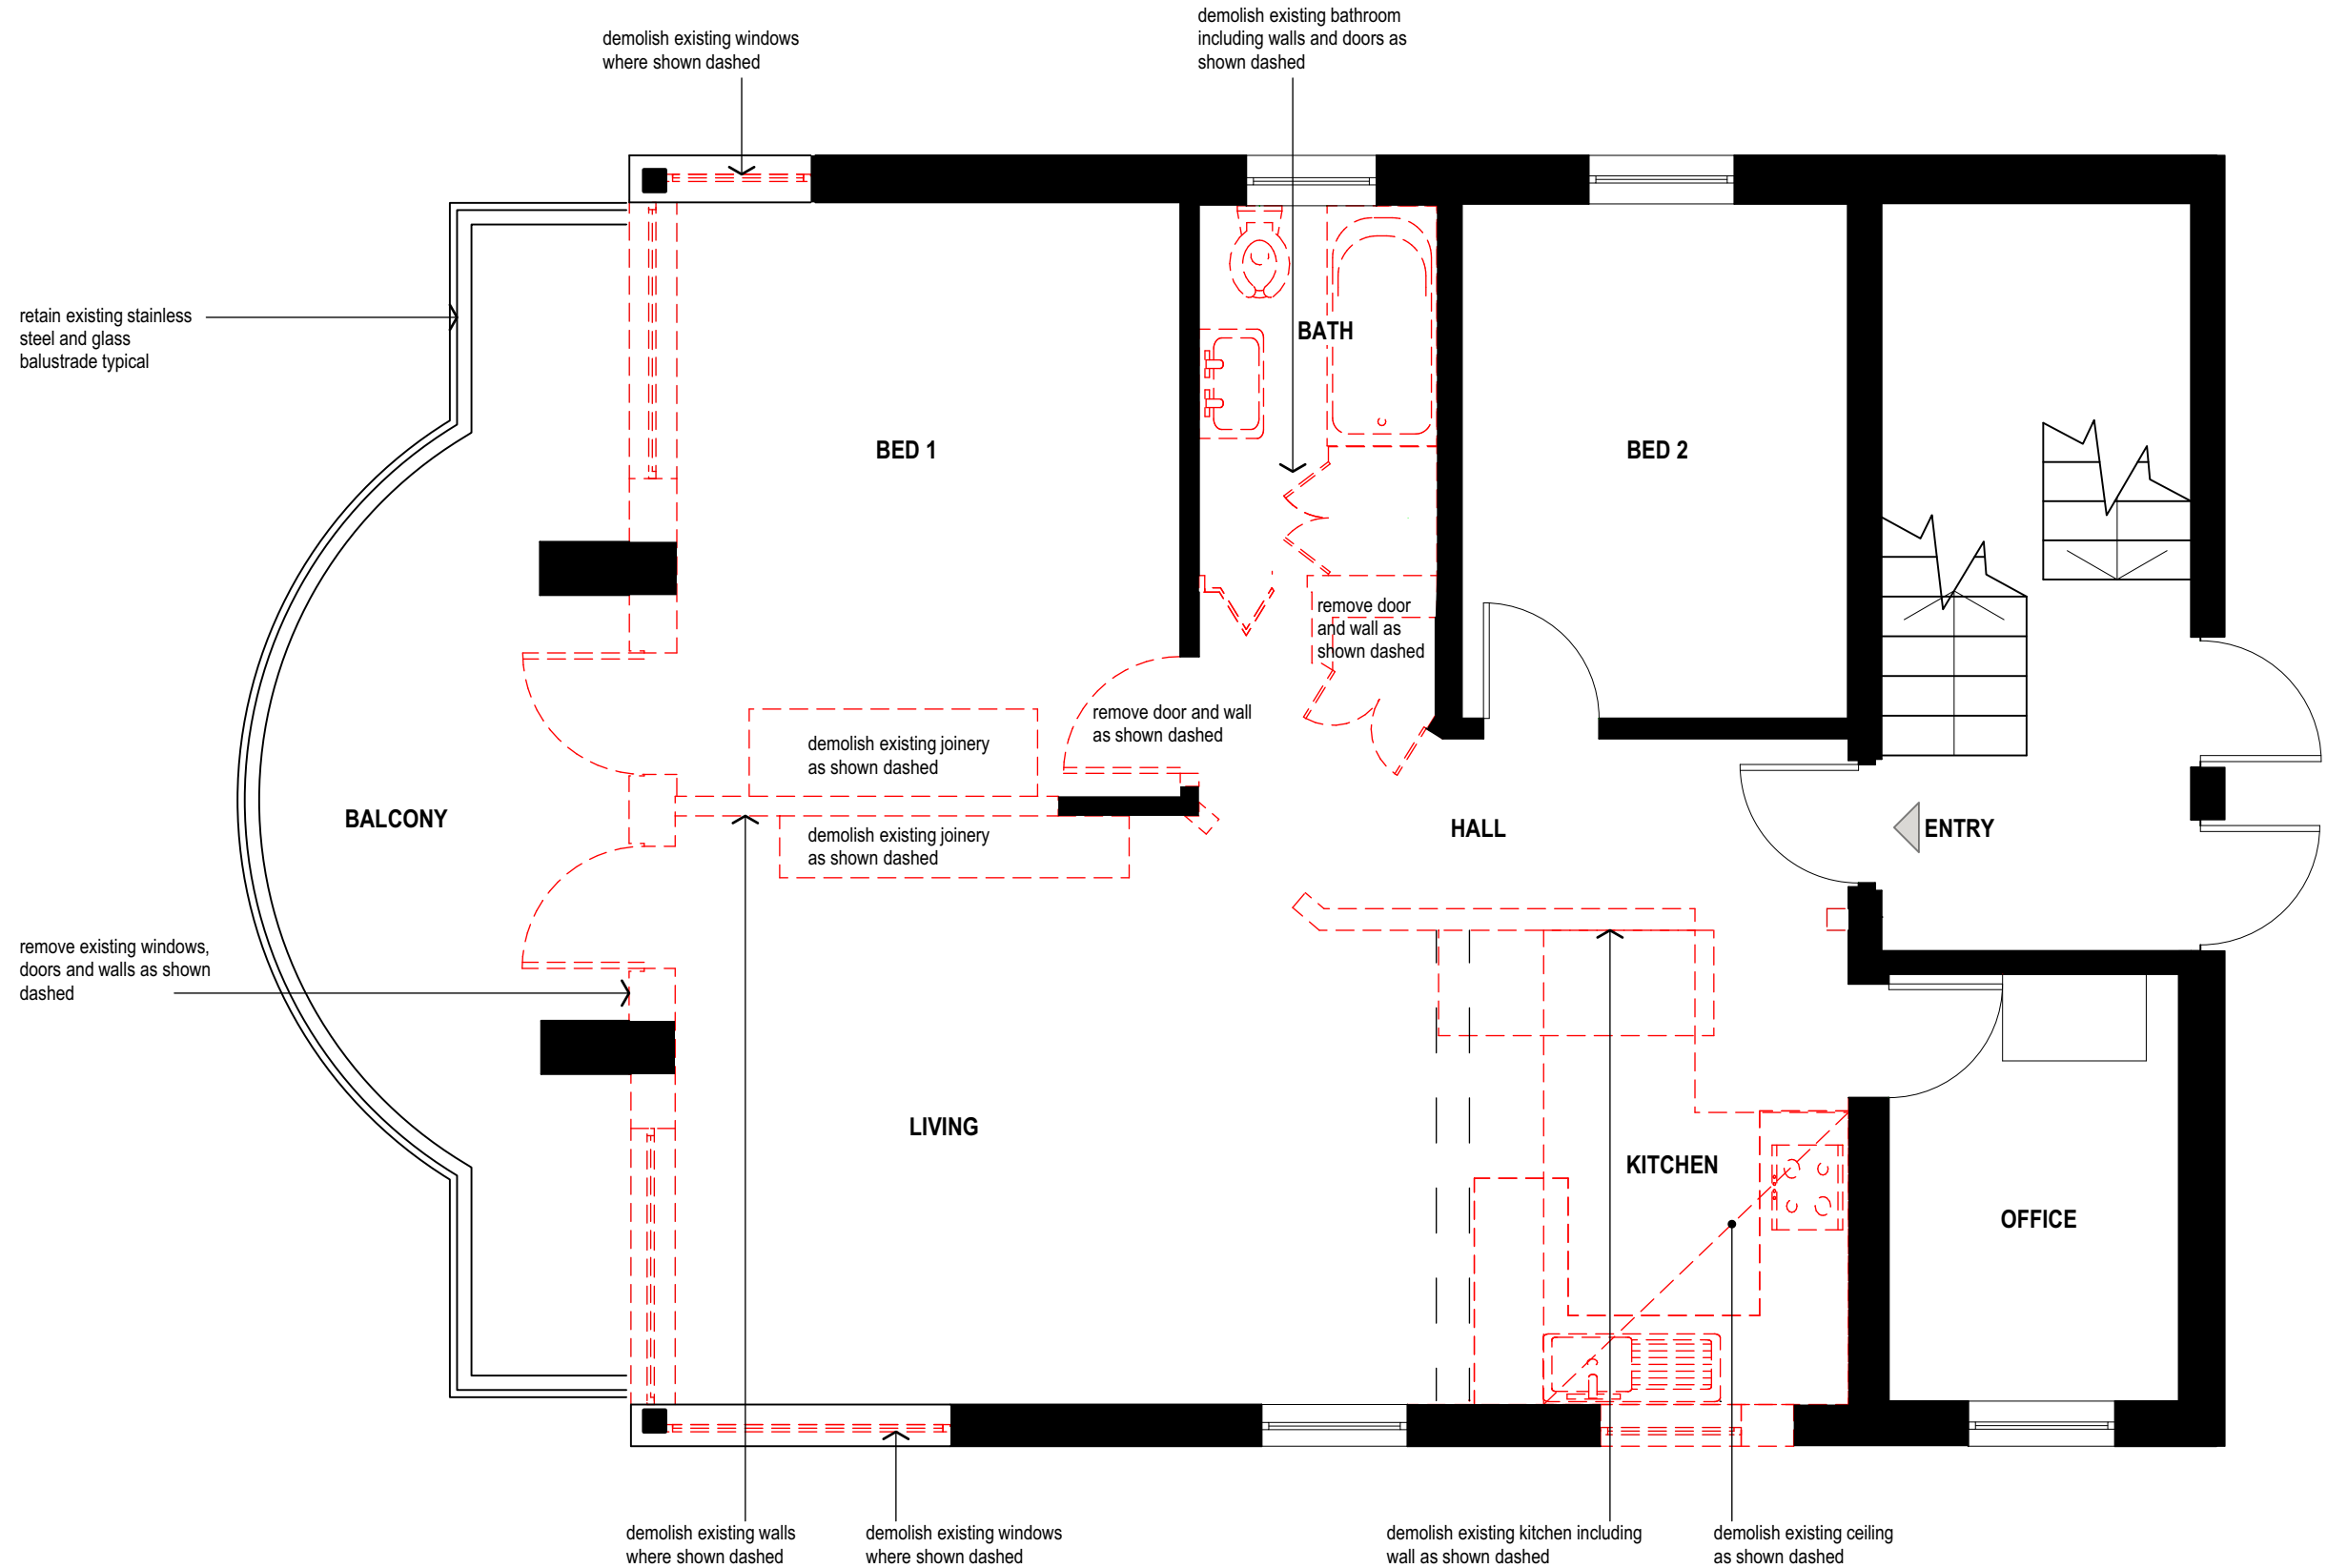 demolish existing bathroom
including walls and doors as
shown dashed
demolish existing windows
where shown dashed
retain existing stainless
steel and glass
balustrade typical
BATH
BED 1
BED 2
remove door
and wall as
shown dashed
remove door and wall
as shown dashed
demolish existing joinery
as shown dashed
BALCONY
demolish existing joinery
as shown dashed
HALL
ENTRY
remove existing windows,
doors and walls as shown
dashed
LIVING
KITCHEN
OFFICE
demolish existing walls
where shown dashed
demolish existing windows
where shown dashed
demolish existing kitchen including
wall as shown dashed
demolish existing ceiling
as shown dashed